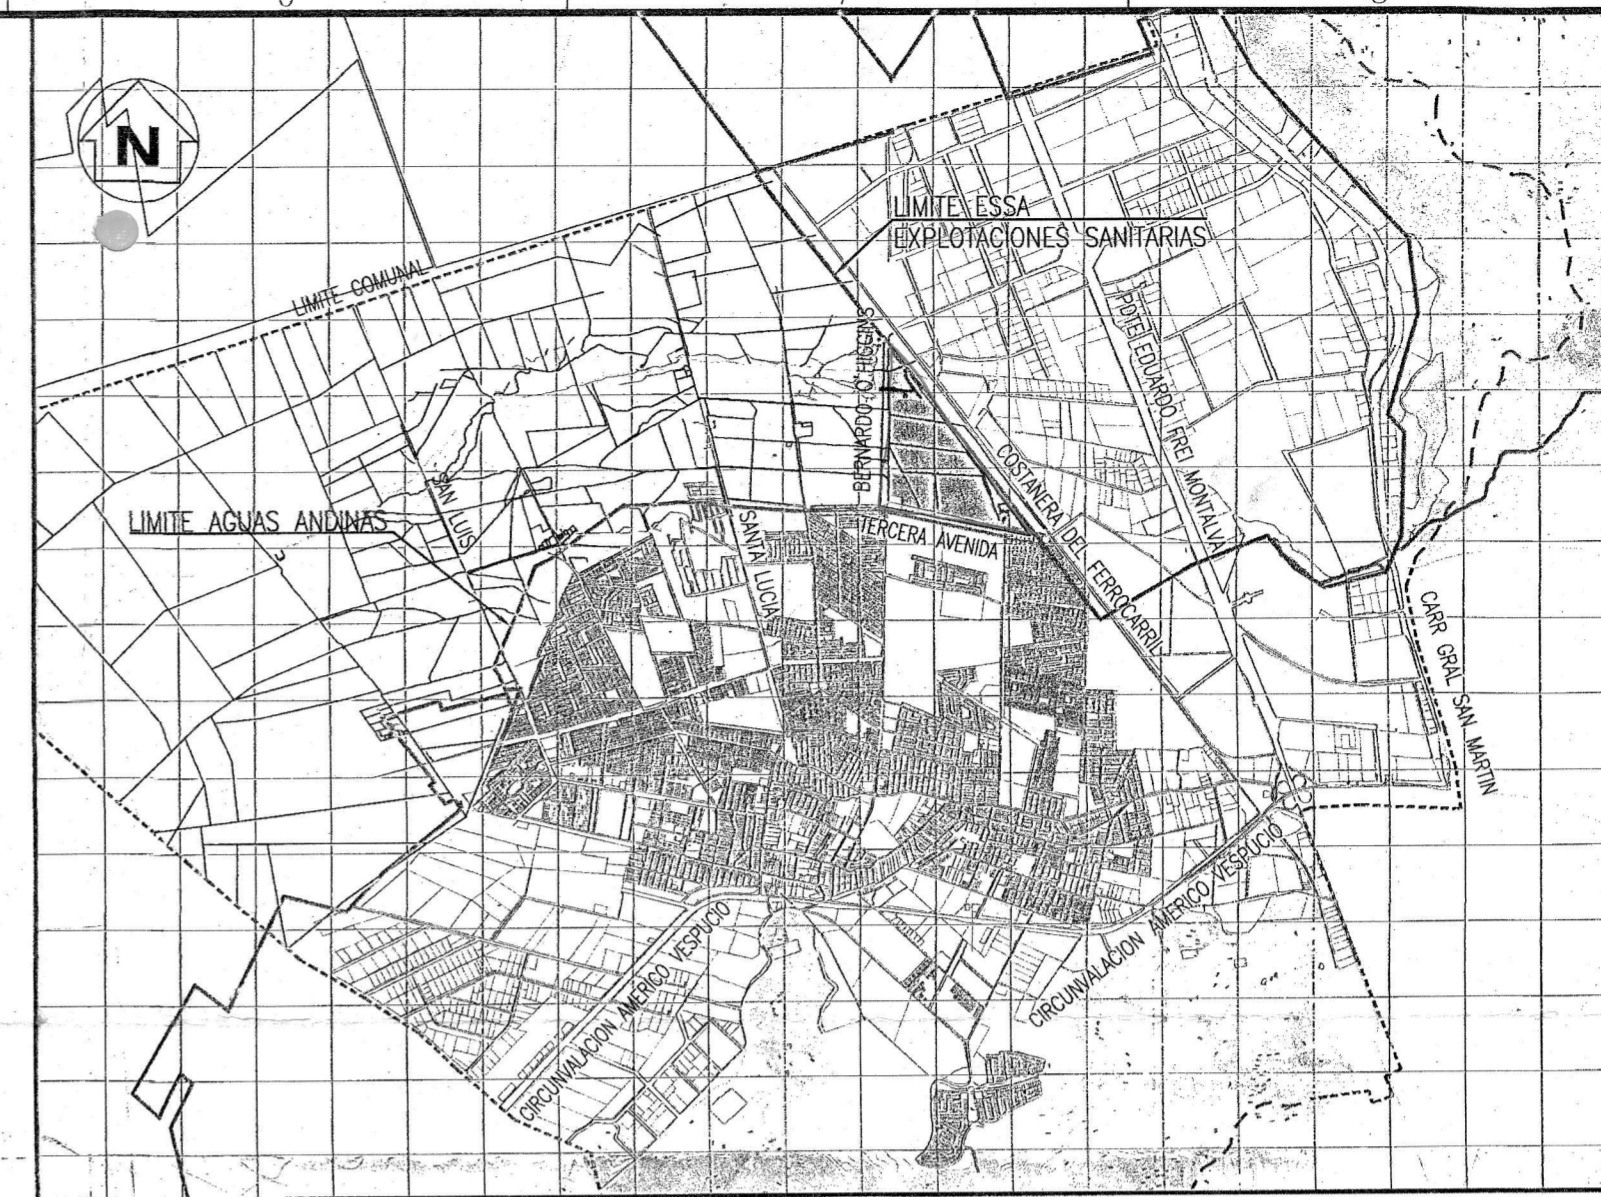 N
LIMITE ESSA
EXPLOTACIONES SANITARIAS
LIMITE COMUNAL
BERNARDO O'HIGGINS
PDTE EDUARDO FREI MONTALVA
COSTANERA DEL FERROCARRIL
SAN LUIS
LIMITE AGUAS ANDINAS
SANTA LUCIA
TERCERA AVENIDA
CARR GRAL SAN MARTIN
CIRCUNVALACION AMERICO VESPUCIO
CIRCUNVALACION AMERICO VESPUCIO